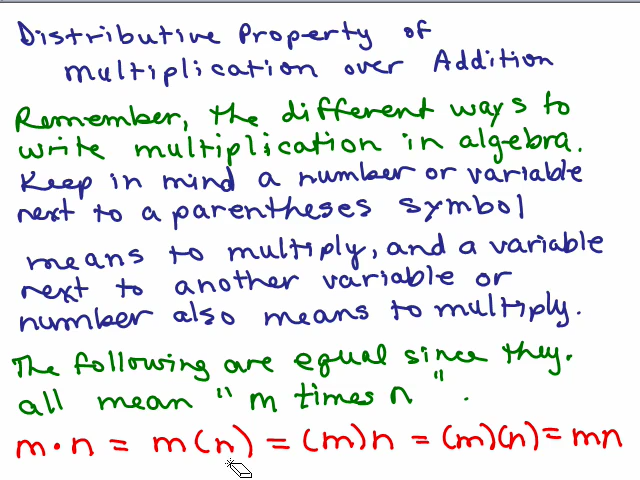 Distributive Property of
multiplication over Addition
Remember, the different ways to
write multiplication in algebra.
Keep in mind a number or variable
next to a parentheses symbol
means to multiply, and a variable
next to another variable or
number also means to multiply.
The following are equal since they.
all mean "m times n".
m · n = m(n) = (m)n = (m)(n) = mn